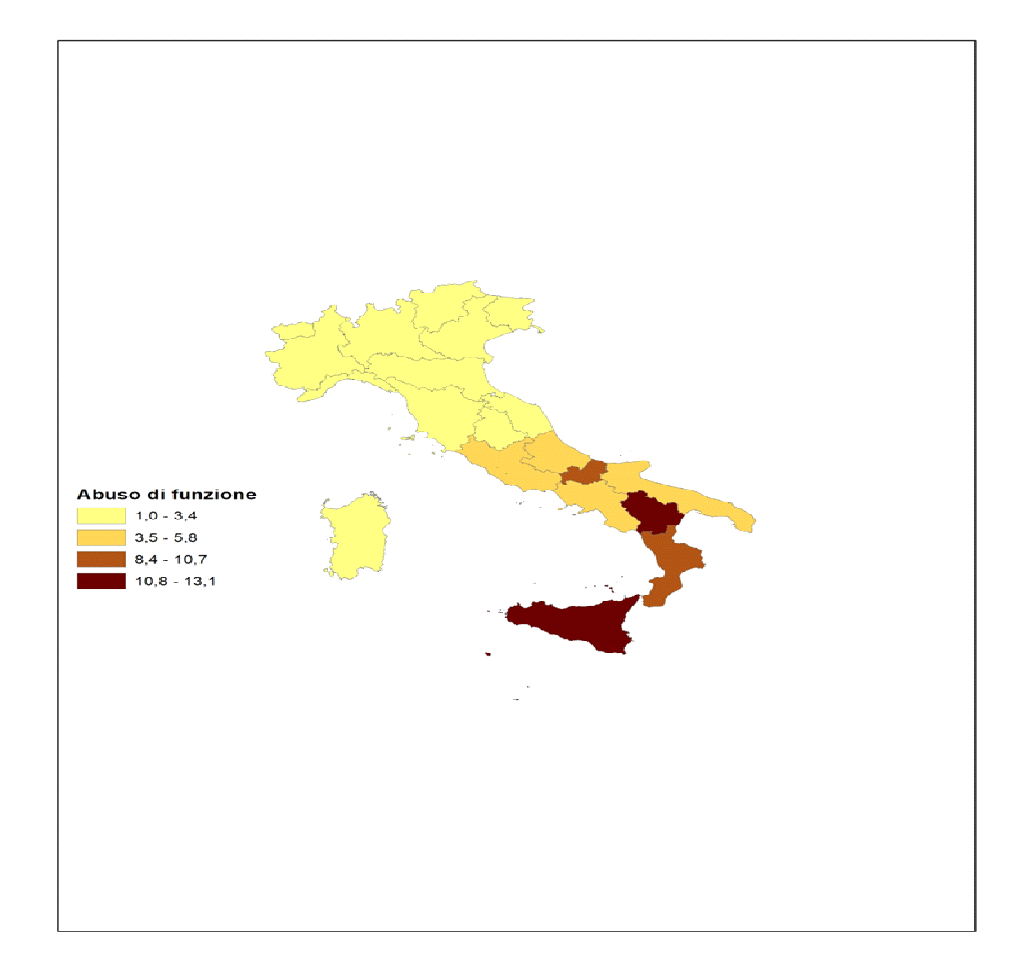 Abuso di funzione
1,0 - 3,4
3,5 - 5,8
8,4 - 10,7
10,8 - 13,1